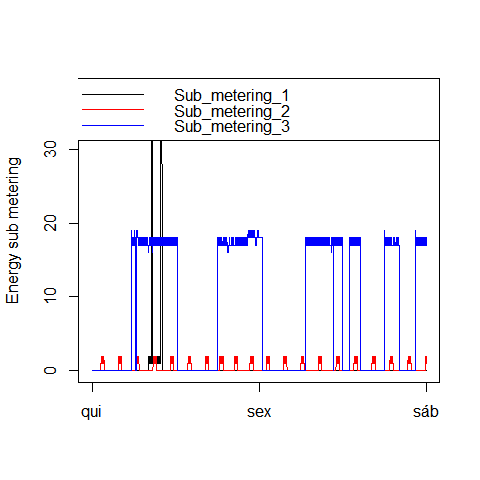 Sub_metering_1
Sub_metering_2
Sub_metering_3
Energy sub metering
30
20
10
0
qui sex sáb